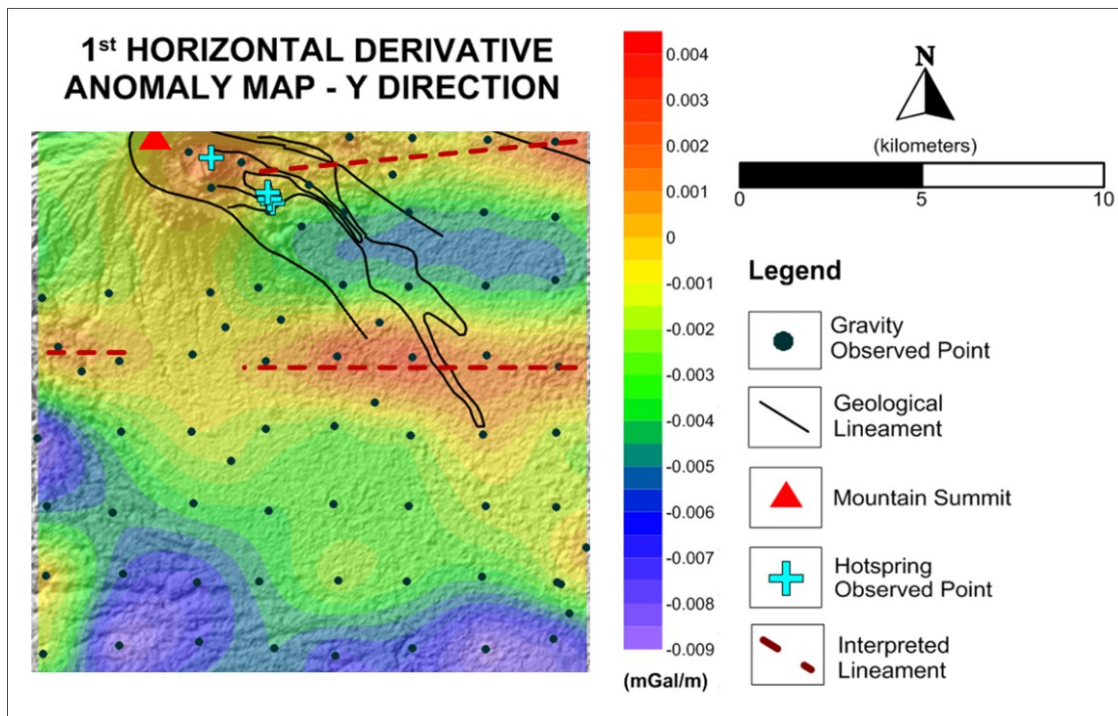 1st HORIZONTAL DERIVATIVE
ANOMALY MAP - Y DIRECTION
0.004
0.003
0.002
0.001
0
-0.001
-0.002
-0.003
-0.004
-0.005
-0.006
-0.007
-0.008
-0.009
(mGal/m)
N
(kilometers)
0 5 10
Legend
Gravity
Observed Point
Geological
Lineament
Mountain Summit
Hotspring
Observed Point
Interpreted
Lineament